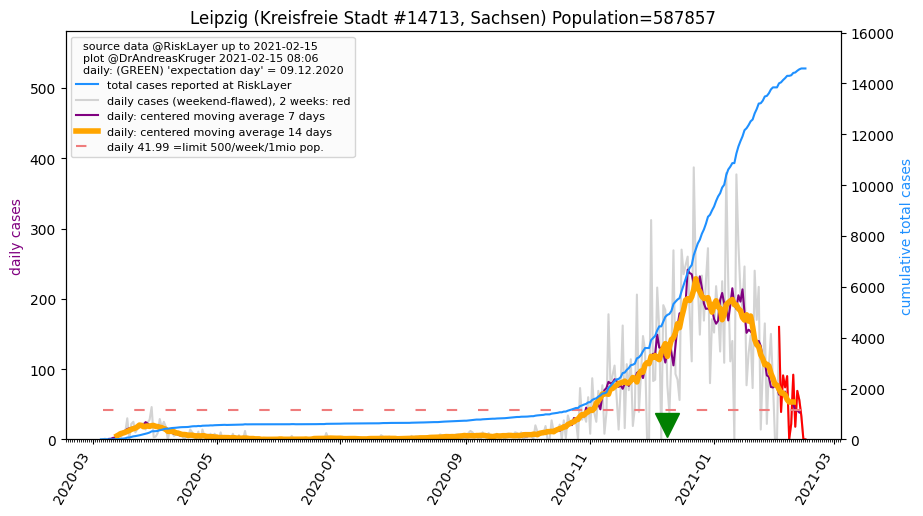 Leipzig (Kreisfreie Stadt #14713, Sachsen) Population=587857
source data @RiskLayer up to 2021-02-15
plot @DrAndreasKruger 2021-02-15 08:06
daily: (GREEN) 'expectation day' = 09.12.2020
total cases reported at RiskLayer
daily cases (weekend-flawed), 2 weeks: red
daily: centered moving average 7 days
daily: centered moving average 14 days
daily 41.99 =limit 500/week/1mio pop.
daily cases
500
400
300
200
100
0
cumulative total cases
16000
14000
12000
10000
8000
6000
4000
2000
0
2020-03
2020-05
2020-07
2020-09
2020-11
2021-01
2021-03